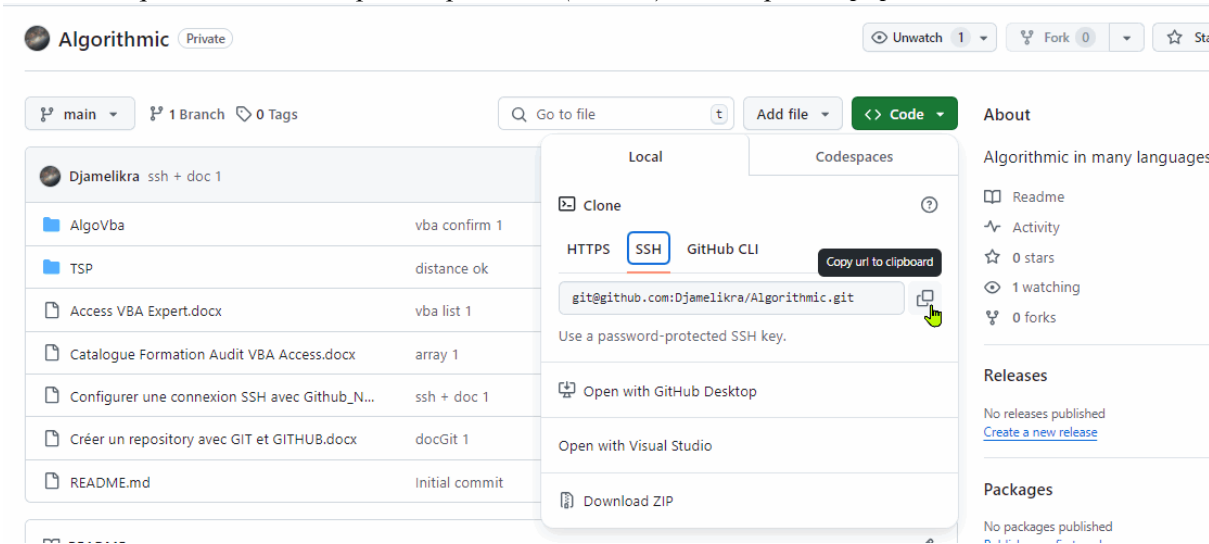 Algorithmic Private
Unwatch 1
Fork 0
main
1 Branch 0 Tags
Go to file t
Add file
<> Code
About
Algorithmic in many languages
Readme
Activity
0 stars
1 watching
0 forks
Releases
No releases published
Create a new release
Packages
No packages published
Djamelikra ssh + doc 1
AlgoVba vba confirm 1
TSP distance ok
Access VBA Expert.docx vba list 1
Catalogue Formation Audit VBA Access.docx array 1
Configurer une connexion SSH avec Github_N... ssh + doc 1
Créer un repository avec GIT et GITHUB.docx docGit 1
README.md Initial commit
Local Codespaces
Clone
HTTPS SSH GitHub CLI
Copy url to clipboard
git@github.com:Djamelikra/Algorithmic.git
Use a password-protected SSH key.
Open with GitHub Desktop
Open with Visual Studio
Download ZIP